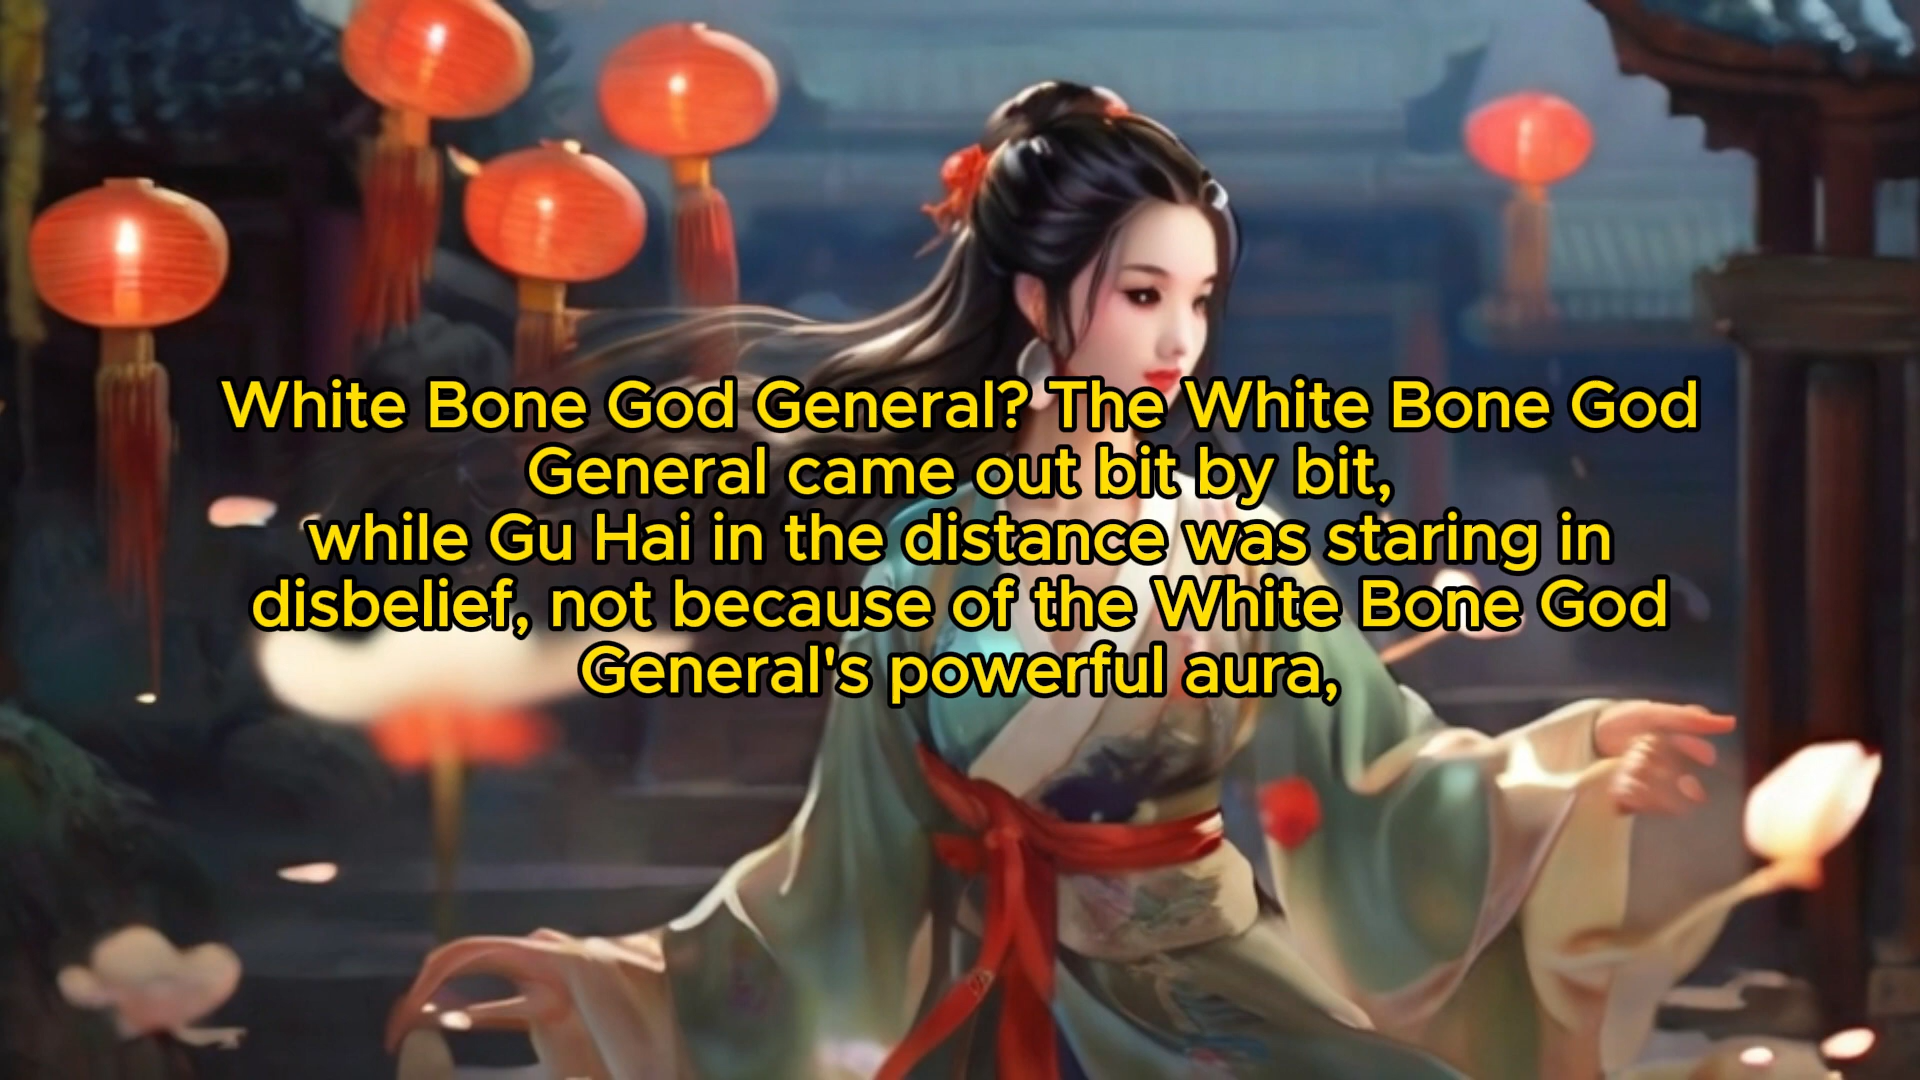 White Bone God General? The White Bone God
General came out bit by bit,
while Gu Hai in the distance was staring in
disbelief, not because of the White Bone God
General's powerful aura,